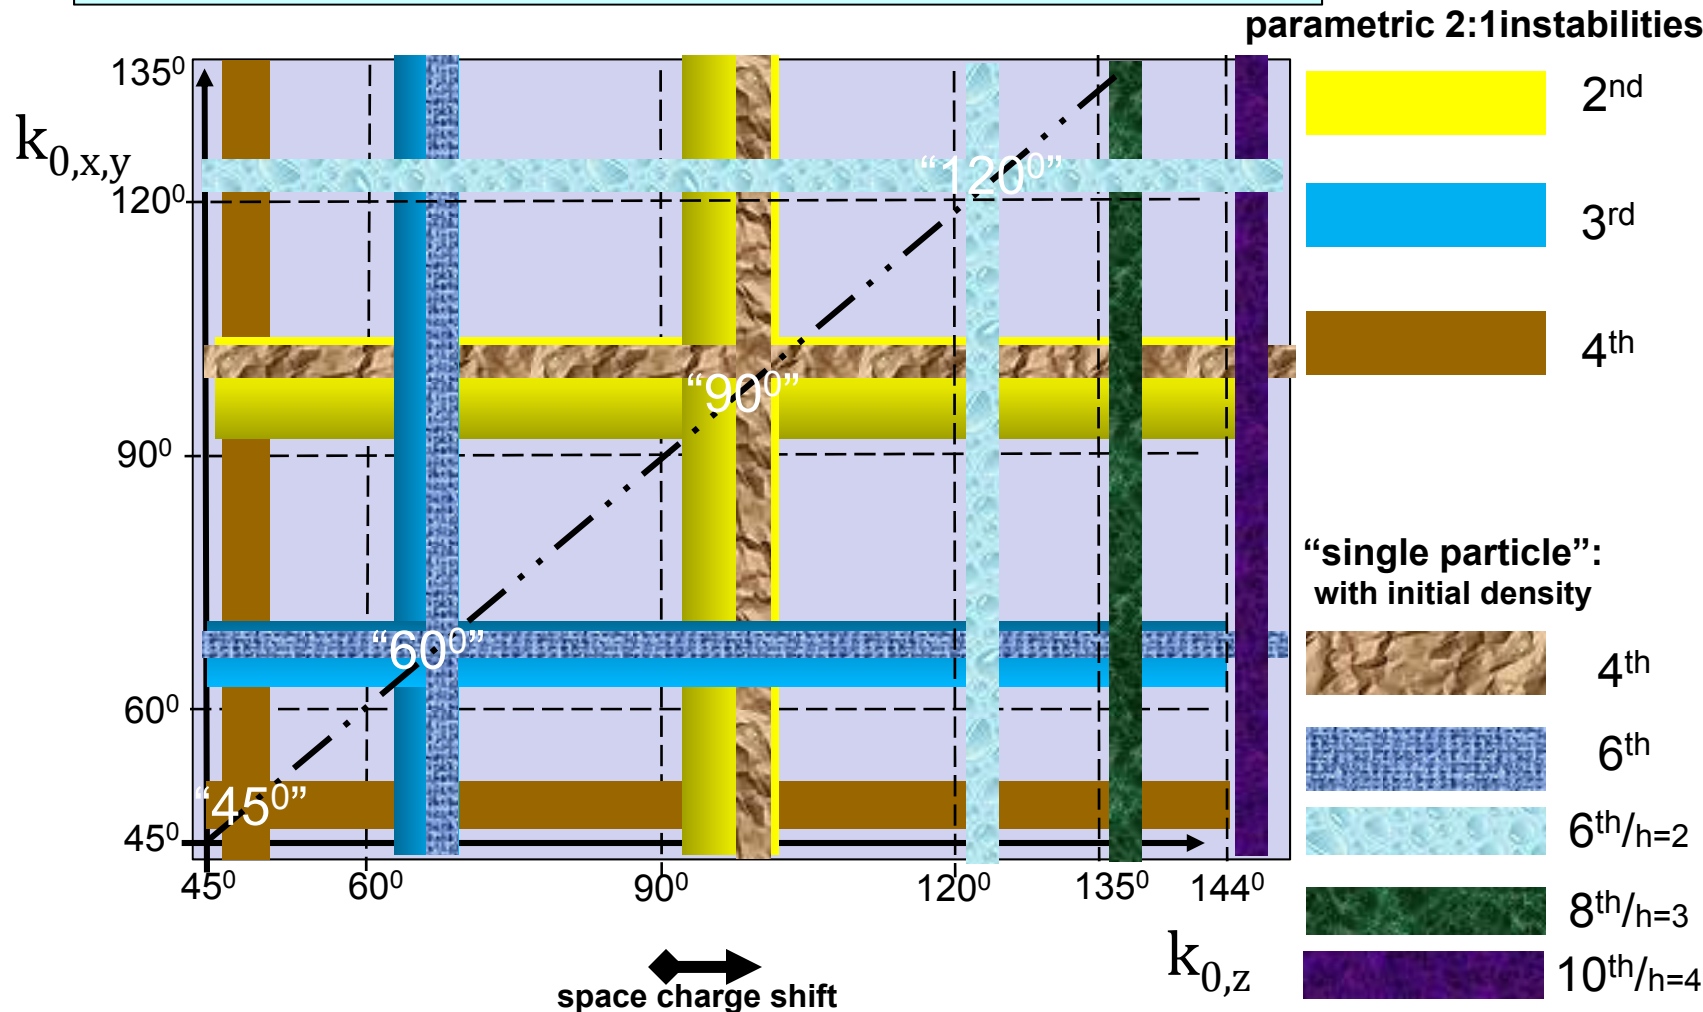 parametric 2:1instabilities
2nd
3rd
4th
"single particle":
with initial density
4th
6th
6th/h=2
8th/h=3
10th/h=4
k0,x,y
1350
1200
900
600
450
"1200"
"900"
"600"
"450"
450 600 900 1200 1350 1440
k0,z
space charge shift